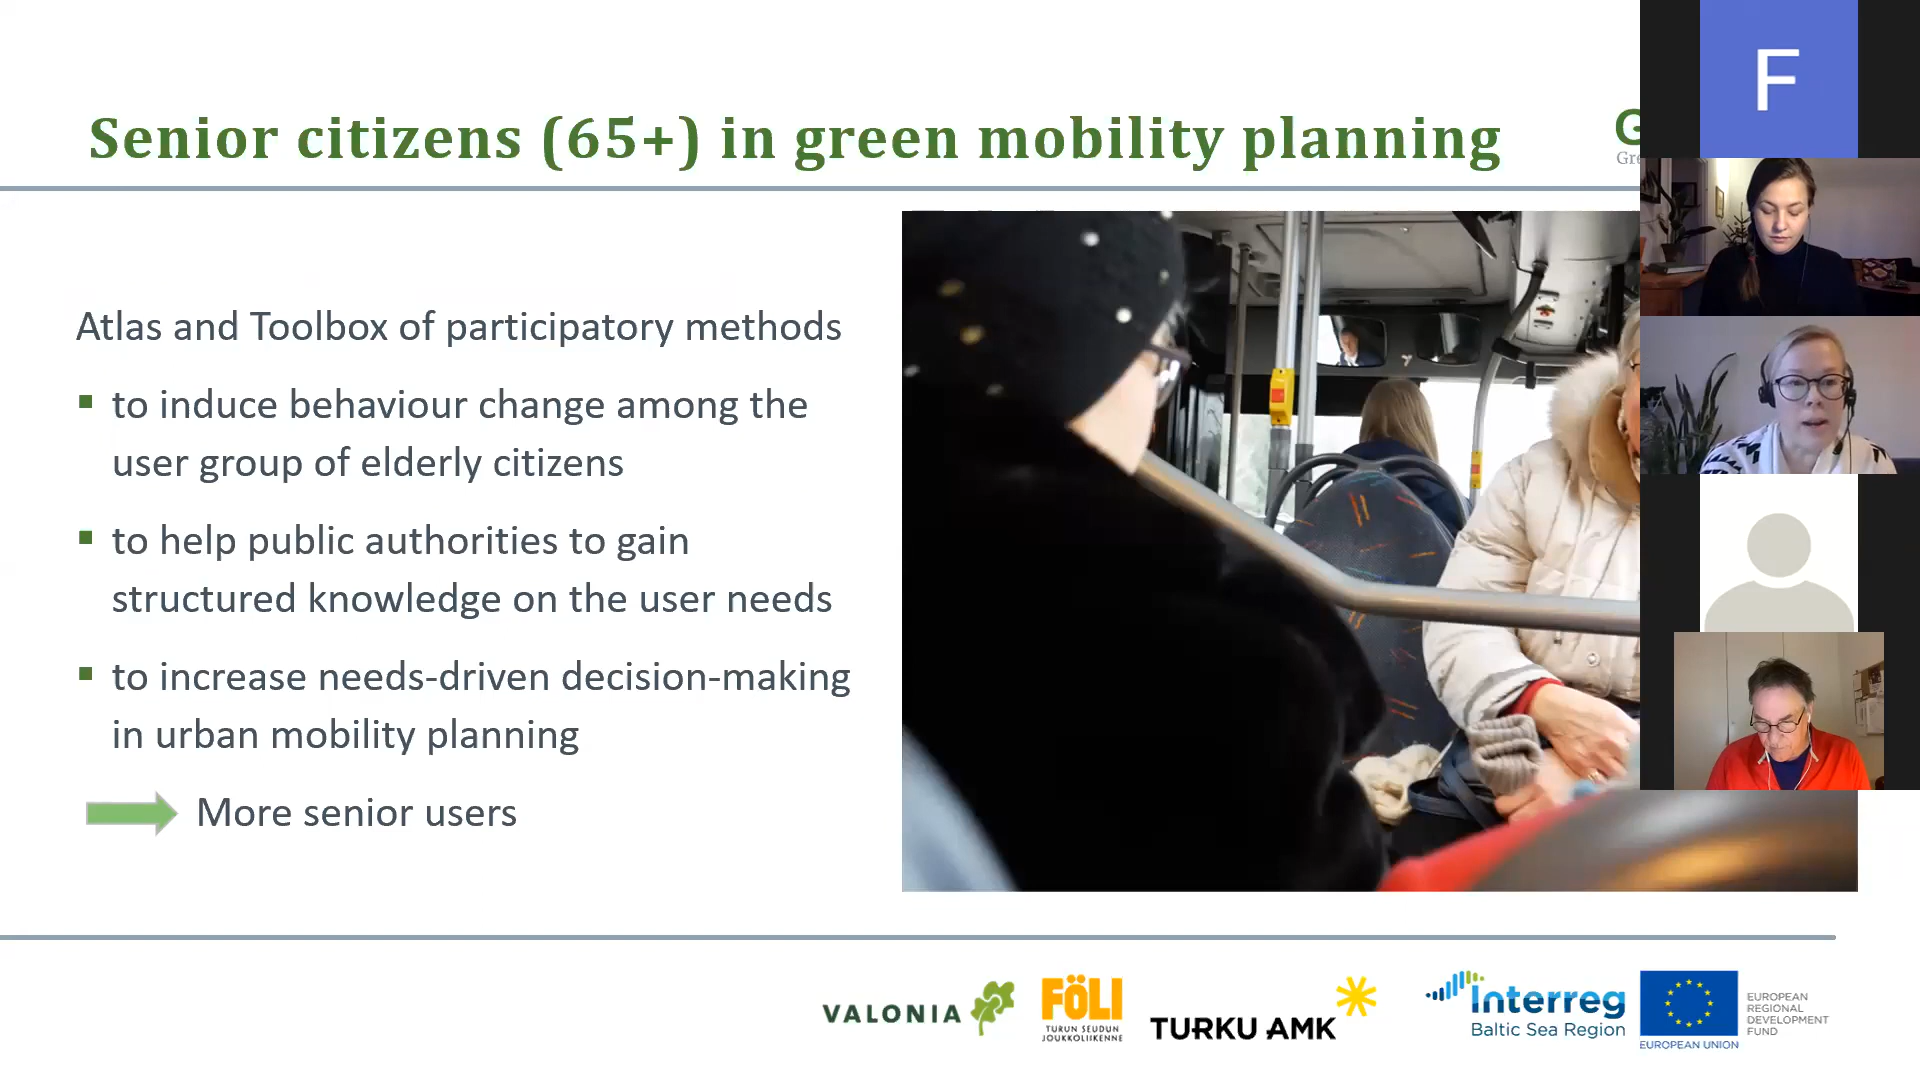 Senior citizens (65+) in green mobility planning
F
Atlas and Toolbox of participatory methods
to induce behaviour change among the
user group of elderly citizens
to help public authorities to gain
structured knowledge on the user needs
to increase needs-driven decision-making
in urban mobility planning
More senior users
VALONIA
FÖLI
TURUN SEUDUN
JOUKKOLIIKENNE
TURKU AMK
Interreg
Baltic Sea Region
EUROPEAN UNION
EUROPEAN
REGIONAL
DEVELOPMENT
FUND